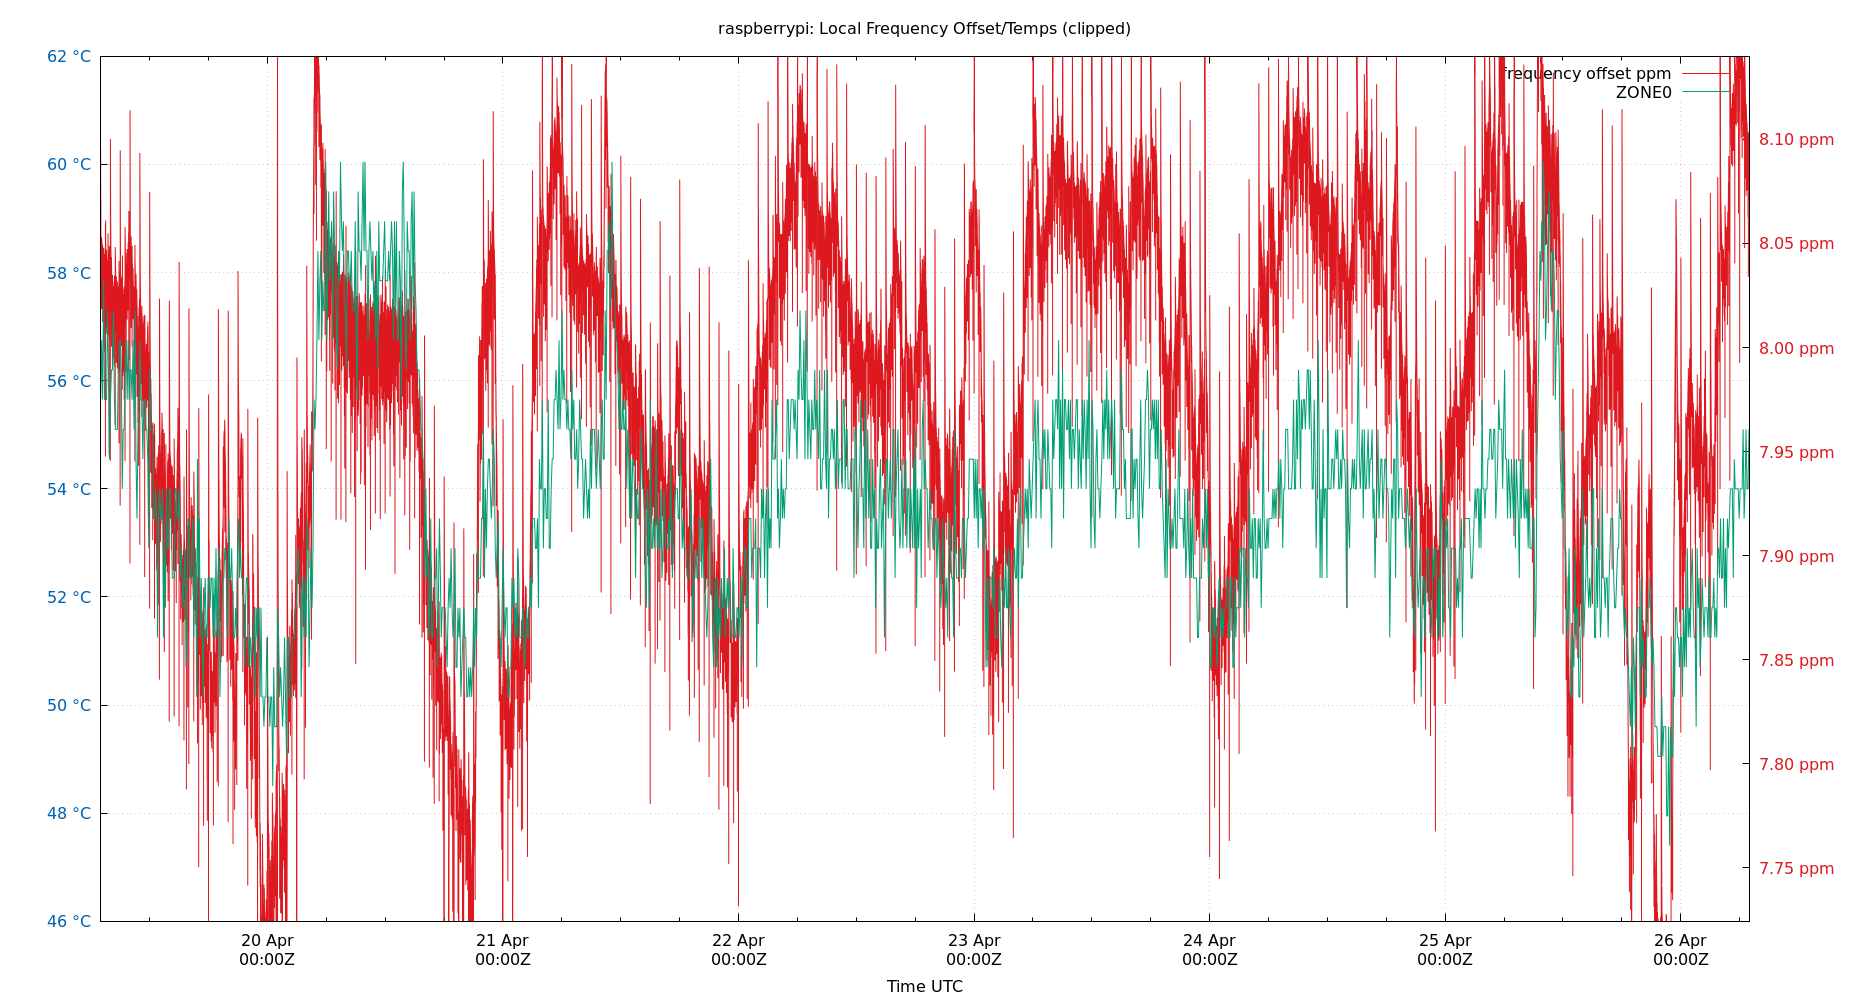 raspberrypi: Local Frequency Offset/Temps (clipped)
62 °C
60 °C
58 °C
56 °C
54 °C
52 °C
50 °C
48 °C
46 °C
frequency offset ppm
ZONE0
8.10 ppm
8.05 ppm
8.00 ppm
7.95 ppm
7.90 ppm
7.85 ppm
7.80 ppm
7.75 ppm
20 Apr
00:00Z
21 Apr
00:00Z
22 Apr
00:00Z
23 Apr
00:00Z
24 Apr
00:00Z
25 Apr
00:00Z
26 Apr
00:00Z
Time UTC